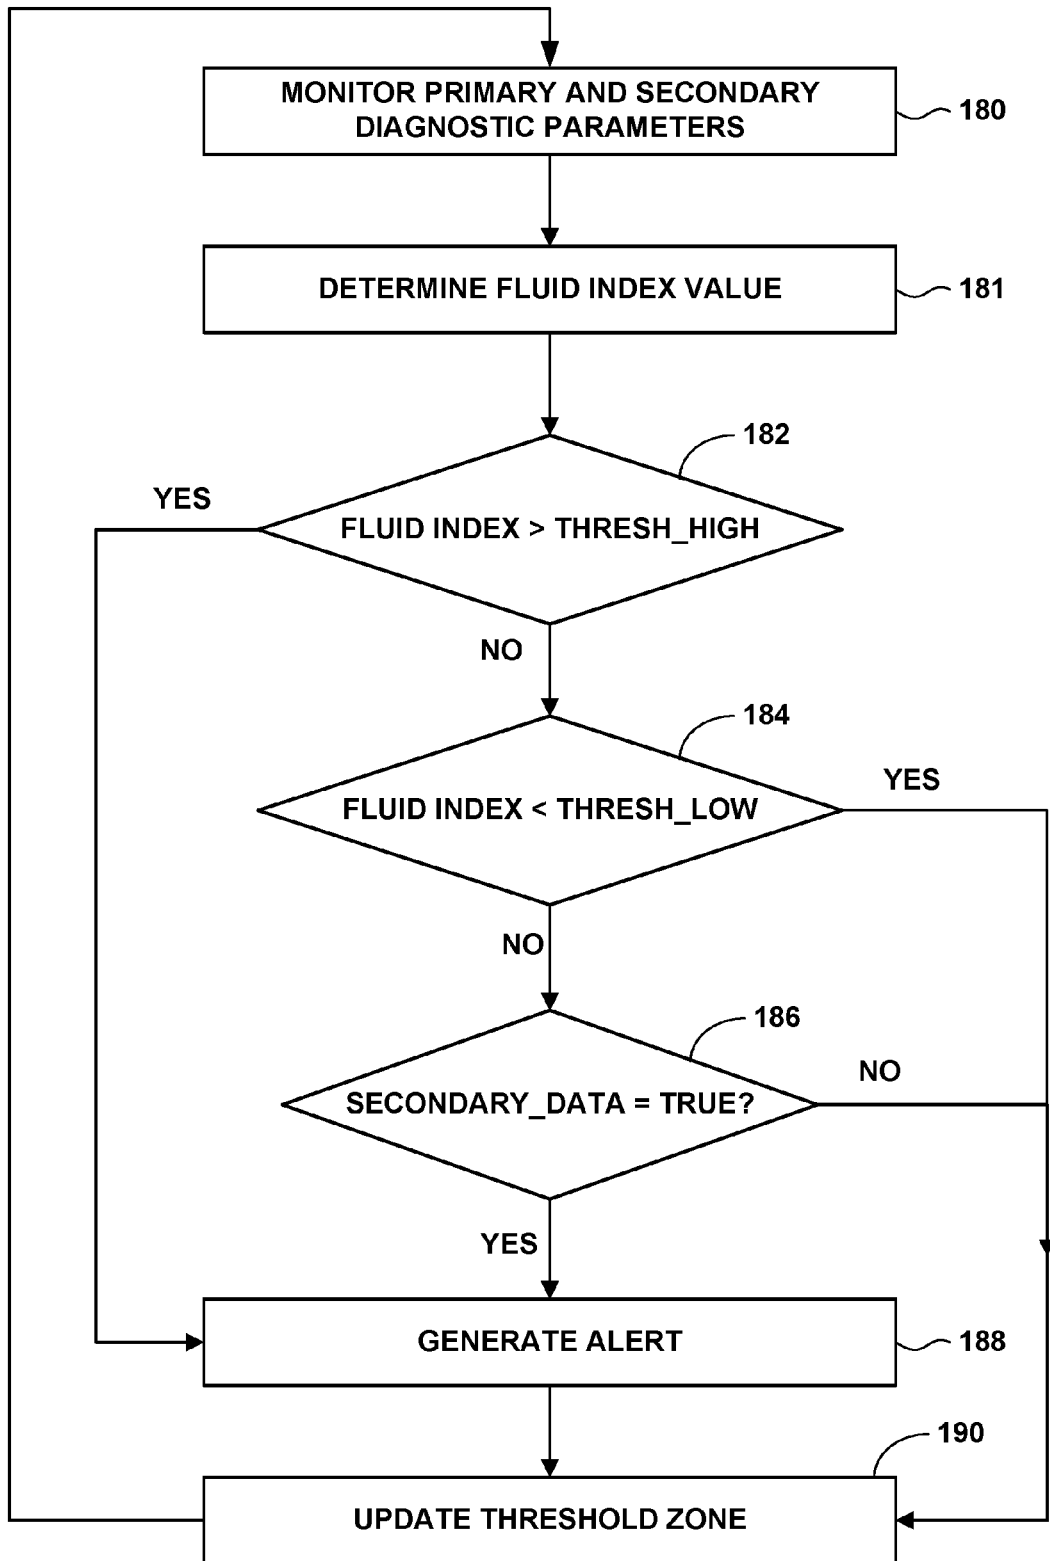 MONITOR PRIMARY AND SECONDARY
DIAGNOSTIC PARAMETERS
180
DETERMINE FLUID INDEX VALUE
181
182
YES
FLUID INDEX > THRESH_HIGH
NO
184
YES
FLUID INDEX < THRESH_LOW
NO
186
NO
SECONDARY_DATA = TRUE?
YES
GENERATE ALERT
188
190
UPDATE THRESHOLD ZONE